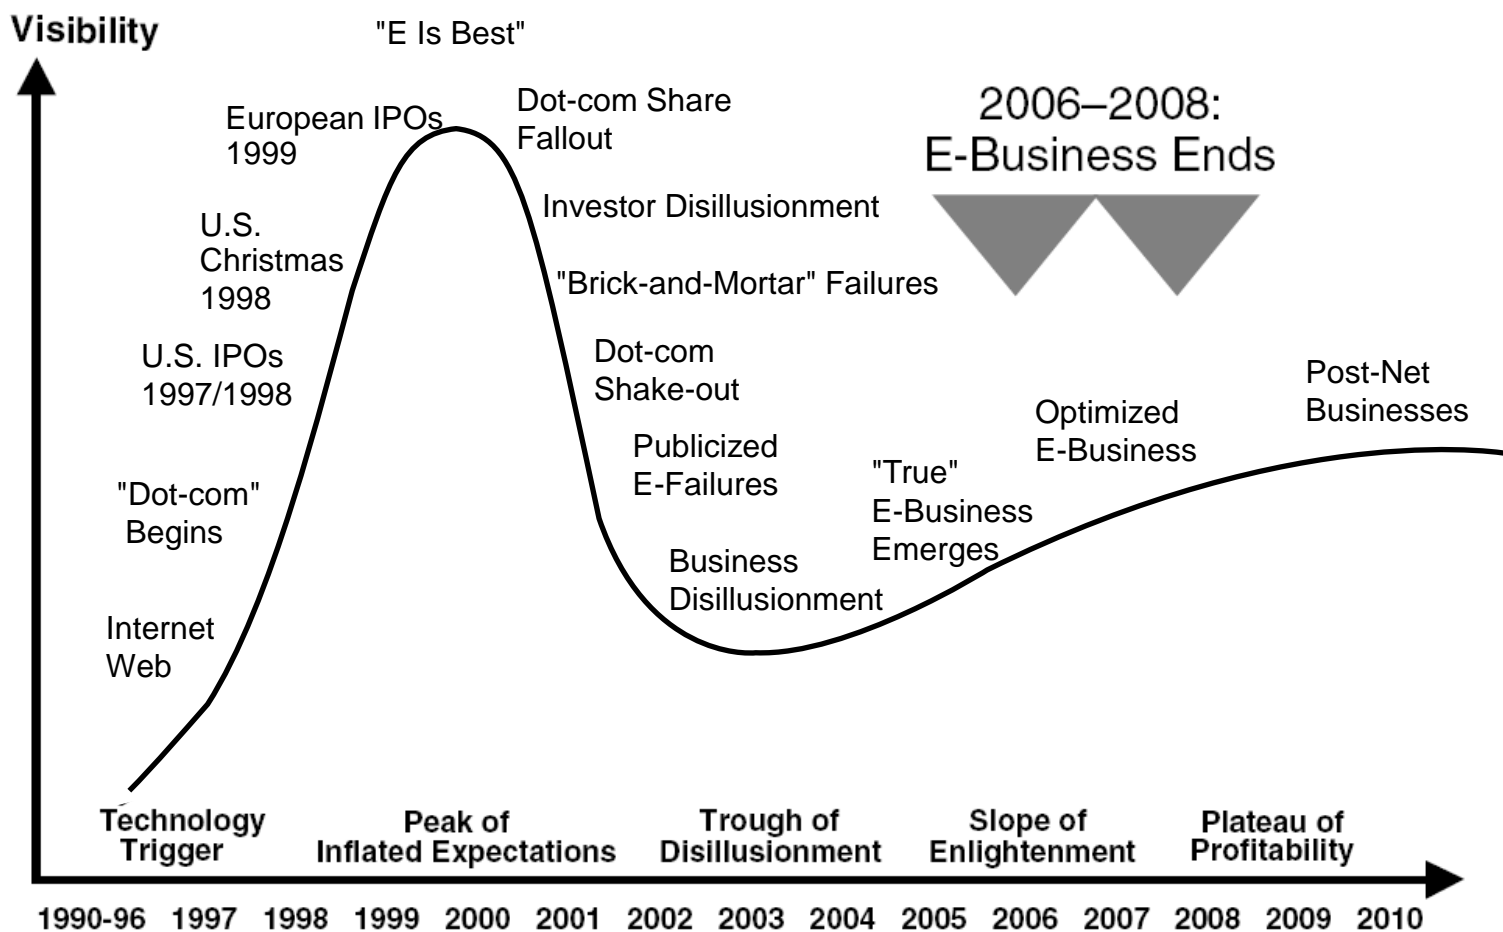 Visibility
"E Is Best"
European IPOs
1999
Dot-com Share
Fallout
2006–2008:
E-Business Ends
U.S.
Christmas
1998
Investor Disillusionment
"Brick-and-Mortar" Failures
U.S. IPOs
1997/1998
Dot-com
Shake-out
Post-Net
Businesses
Optimized
E-Business
Publicized
E-Failures
"True"
E-Business
Emerges
"Dot-com"
Begins
Business
Disillusionment
Internet
Web
Technology
Trigger
Peak of
Inflated Expectations
Trough of
Disillusionment
Slope of
Enlightenment
Plateau of
Profitability
1990-96 1997 1998 1999 2000 2001 2002 2003 2004 2005 2006 2007 2008 2009 2010